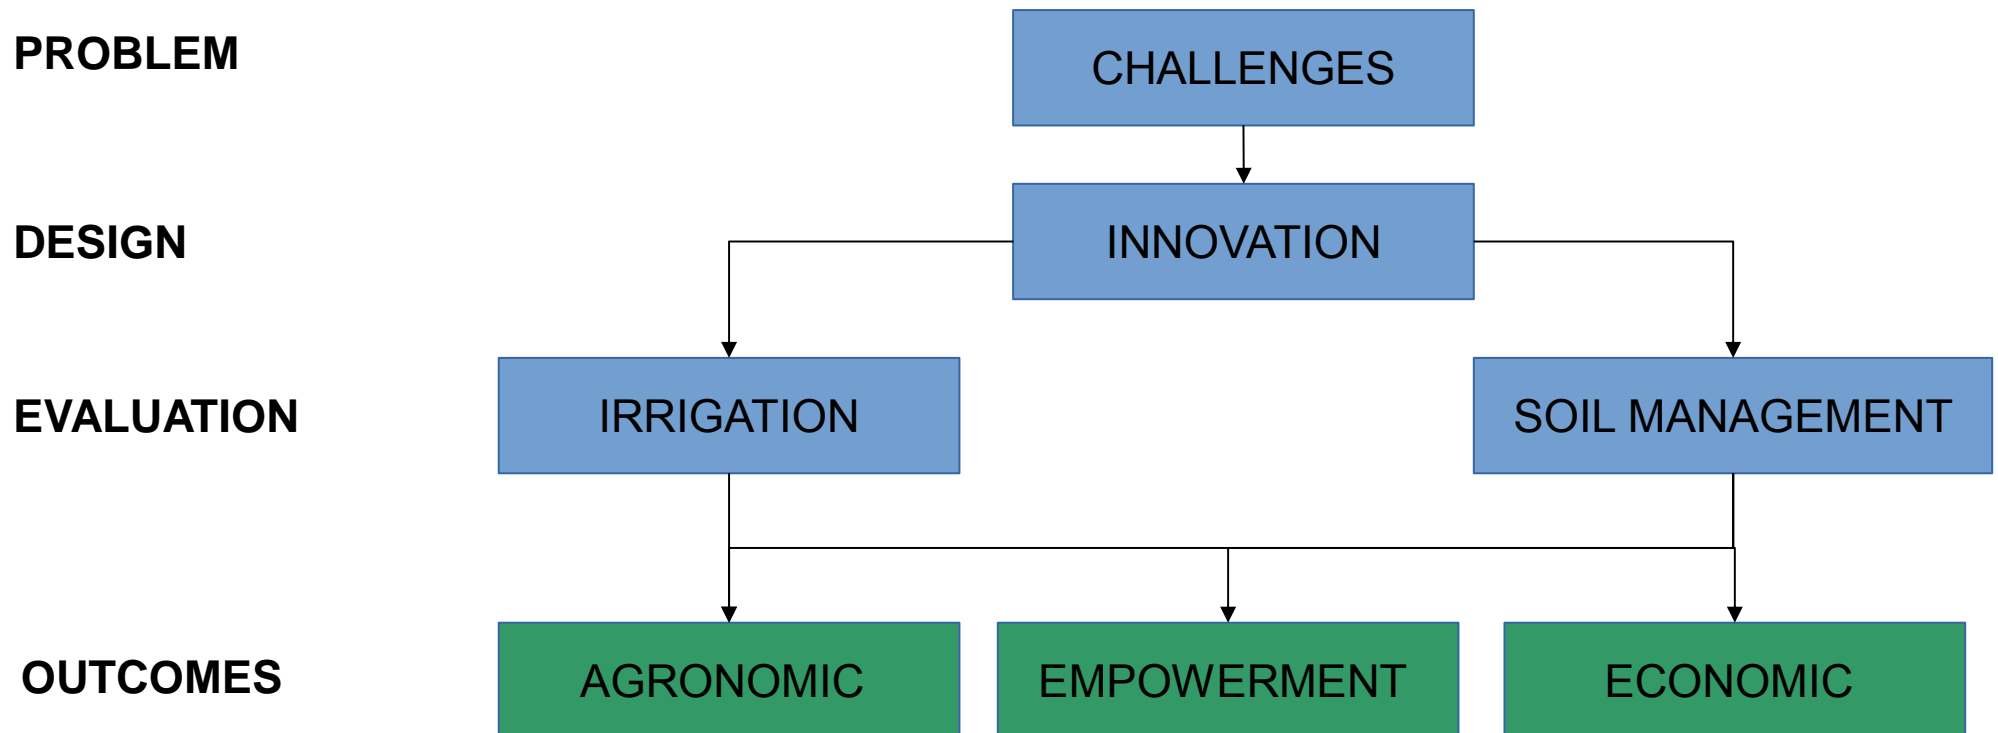 PROBLEM
CHALLENGES
DESIGN
INNOVATION
EVALUATION
IRRIGATION
SOIL MANAGEMENT
OUTCOMES
AGRONOMIC
EMPOWERMENT
ECONOMIC